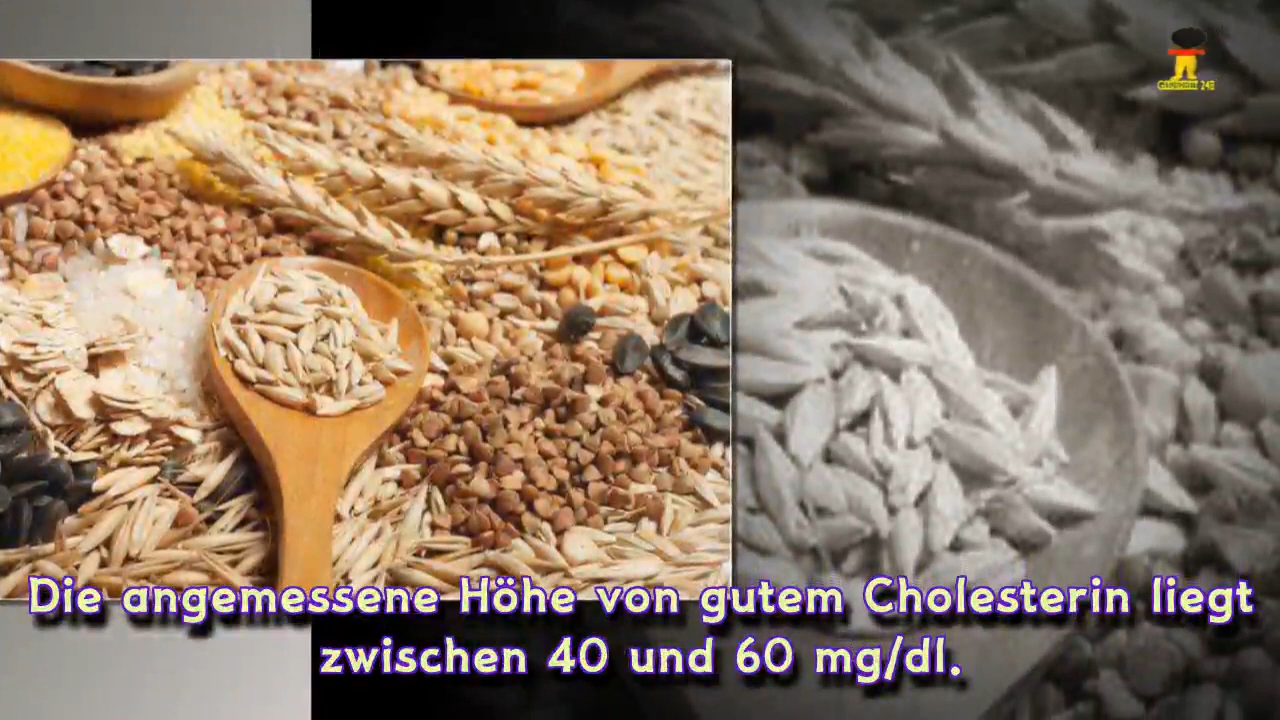 Die angemessene Höhe von gutem Cholesterin liegt
zwischen 40 und 60 mg/dl.